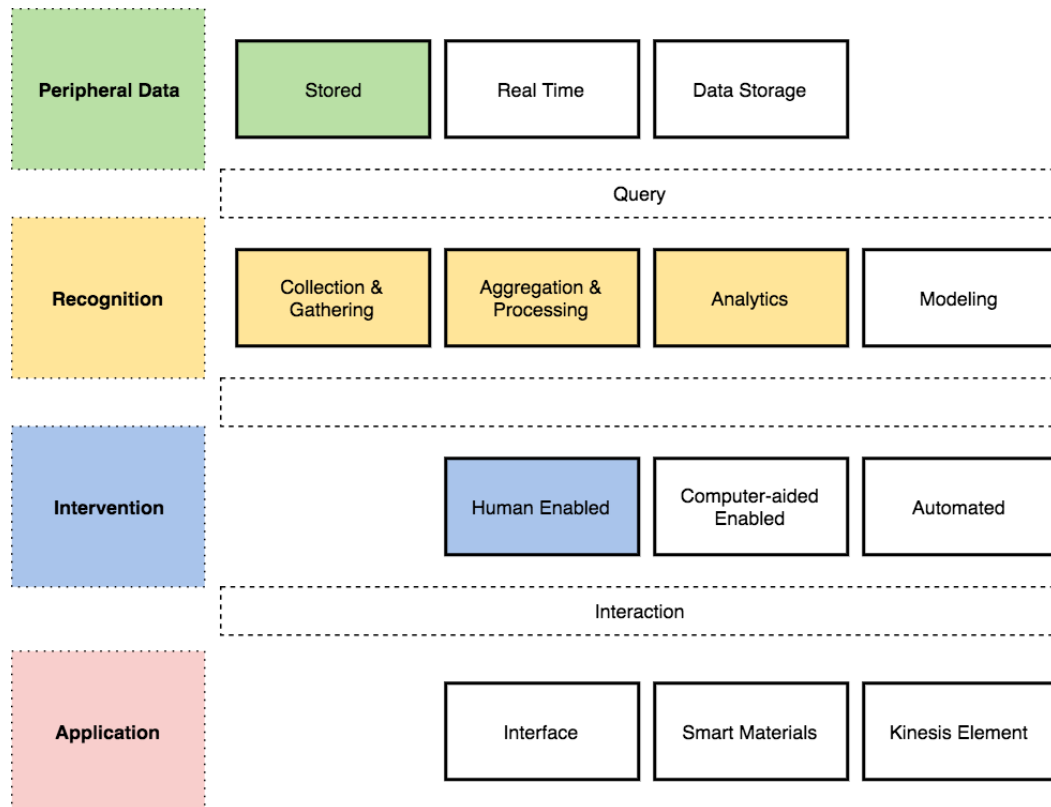 Peripheral Data
Stored
Real Time
Data Storage
Query
Recognition
Collection &
Gathering
Aggregation &
Processing
Analytics
Modeling
Intervention
Human Enabled
Computer-aided
Enabled
Automated
Interaction
Application
Interface
Smart Materials
Kinesis Element